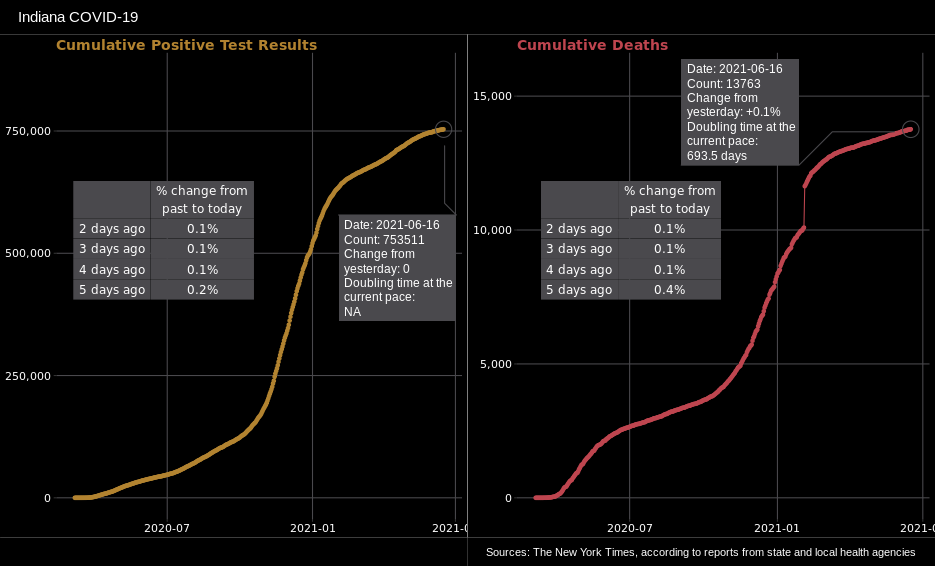 Indiana COVID-19
Cumulative Positive Test Results
750,000
500,000
250,000
0
2020-07
2021-01
2021-0
% change from
past to today
2 days ago 0.1%
3 days ago 0.1%
4 days ago 0.1%
5 days ago 0.2%
Date: 2021-06-16
Count: 753511
Change from
yesterday: 0
Doubling time at the
current pace:
NA
Cumulative Deaths
15,000
10,000
5,000
0
2020-07
2021-01
2021-0
Date: 2021-06-16
Count: 13763
Change from
yesterday: +0.1%
Doubling time at the
current pace:
693.5 days
% change from
past to today
2 days ago 0.1%
3 days ago 0.1%
4 days ago 0.1%
5 days ago 0.4%
Sources: The New York Times, according to reports from state and local health agencies